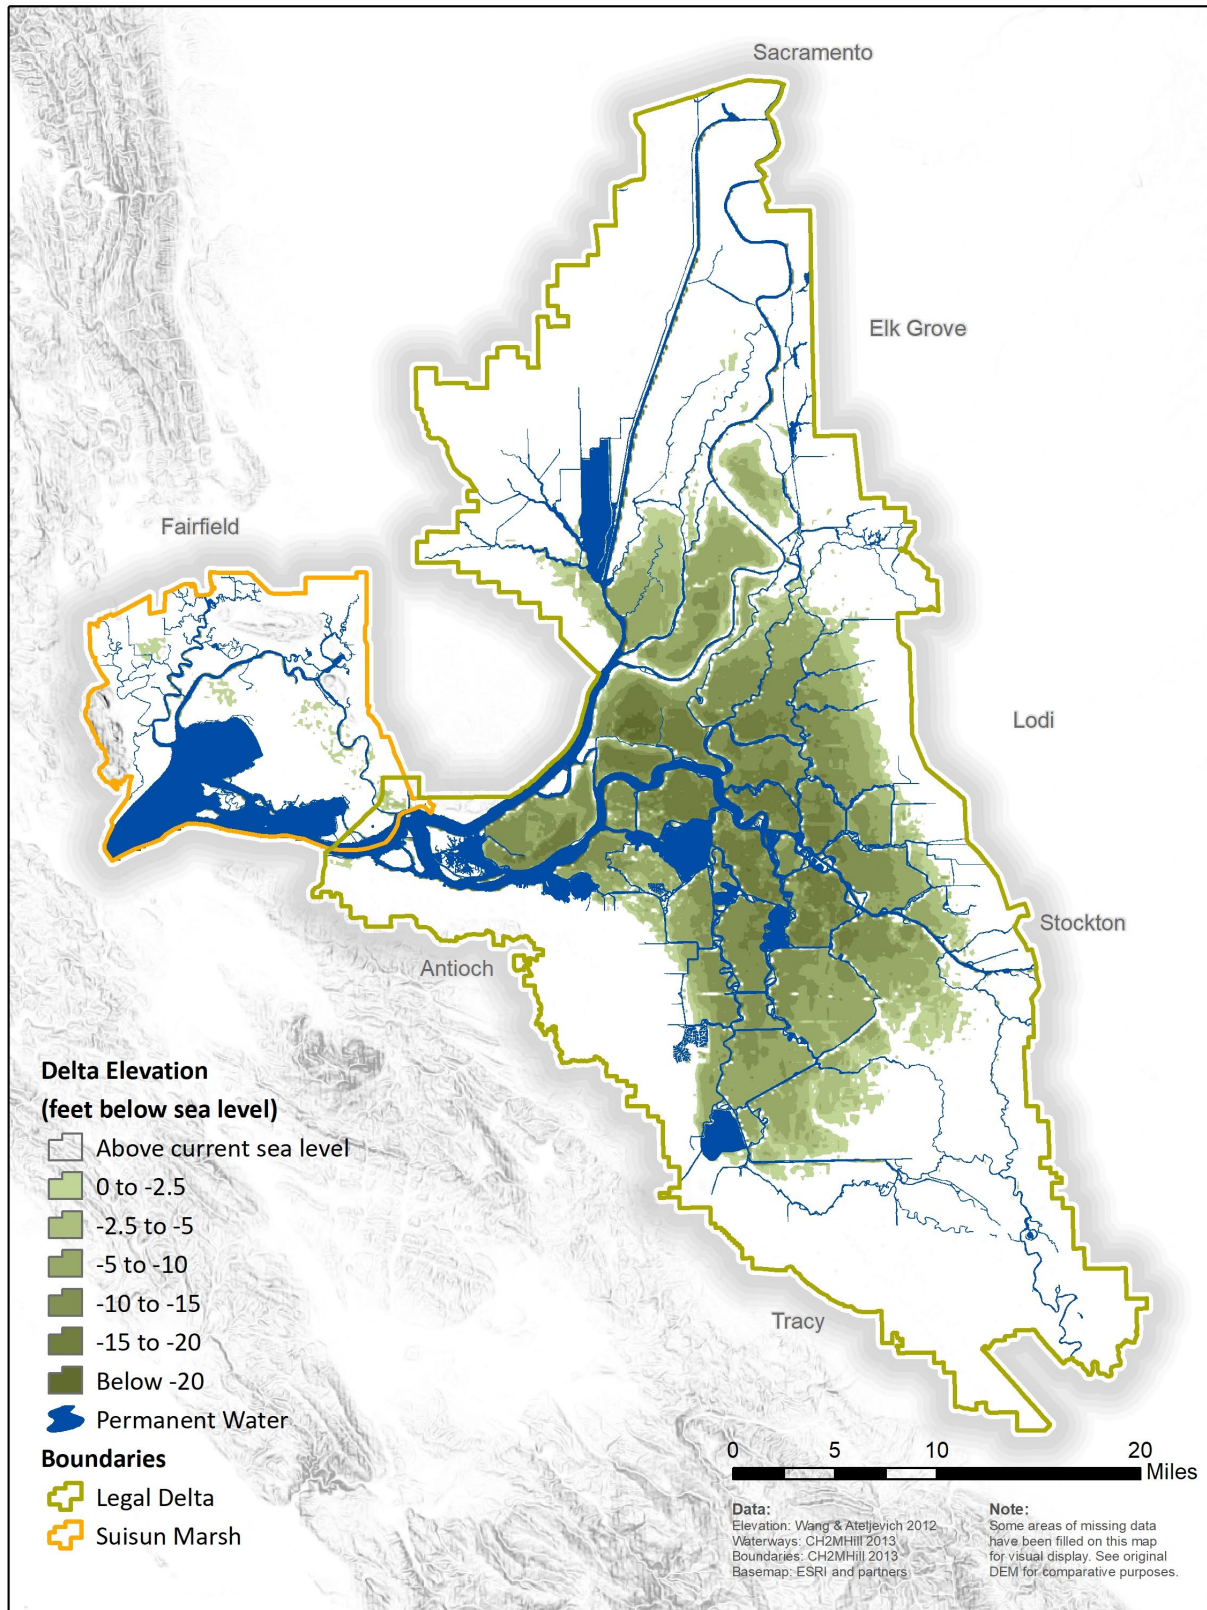 Sacramento
Elk Grove
Fairfield
Lodi
Stockton
Antioch
Tracy
Delta Elevation
(feet below sea level)
Above current sea level
0 to -2.5
-2.5 to -5
-5 to -10
-10 to -15
-15 to -20
Below -20
Permanent Water
Boundaries
Legal Delta
Suisun Marsh
0 5 10 20
Miles
Data:
Elevation: Wang & Ateljevich 2012
Waterways: CH2MHill 2013
Boundaries: CH2MHill 2013
Basemap: ESRI and partners
Note:
Some areas of missing data
have been filled on this map
for visual display. See original
DEM for comparative purposes.